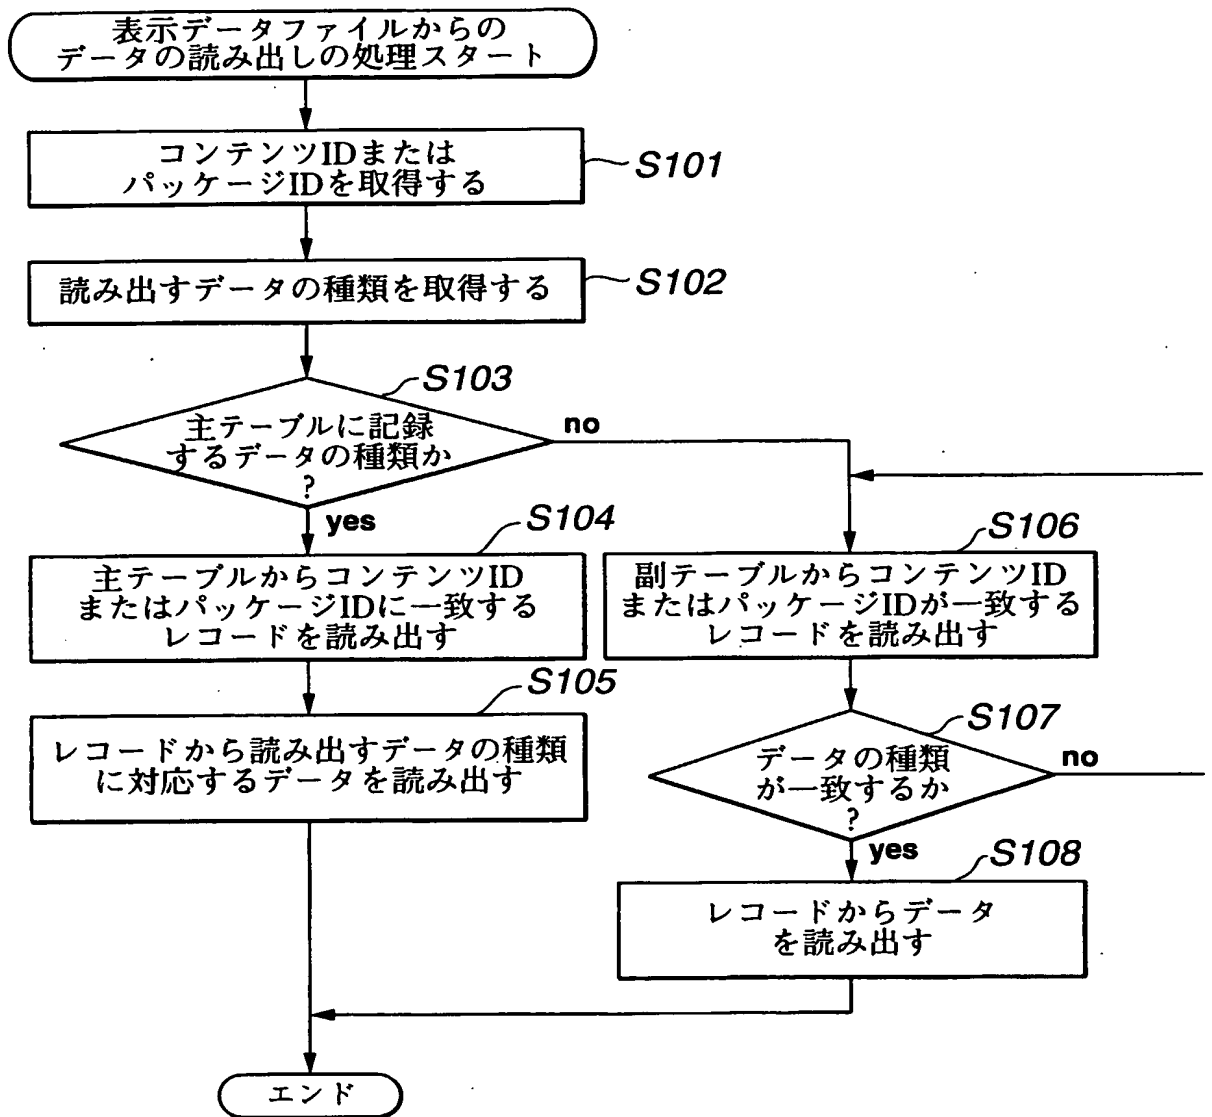 表示データファイルからの
データの読み出しの処理スタート
コンテンツIDまたは
パッケージIDを取得する
S101
読み出すデータの種類を取得する
S102
S103
主テーブルに記録
するデータの種類か
?
no
yes
S104
主テーブルからコンテンツID
またはパッケージIDに一致する
レコードを読み出す
S105
レコードから読み出すデータの種類
に対応するデータを読み出す
S106
副テーブルからコンテンツID
またはパッケージIDが一致する
レコードを読み出す
S107
データの種類
が一致するか
?
no
yes
S108
レコードからデータ
を読み出す
エンド